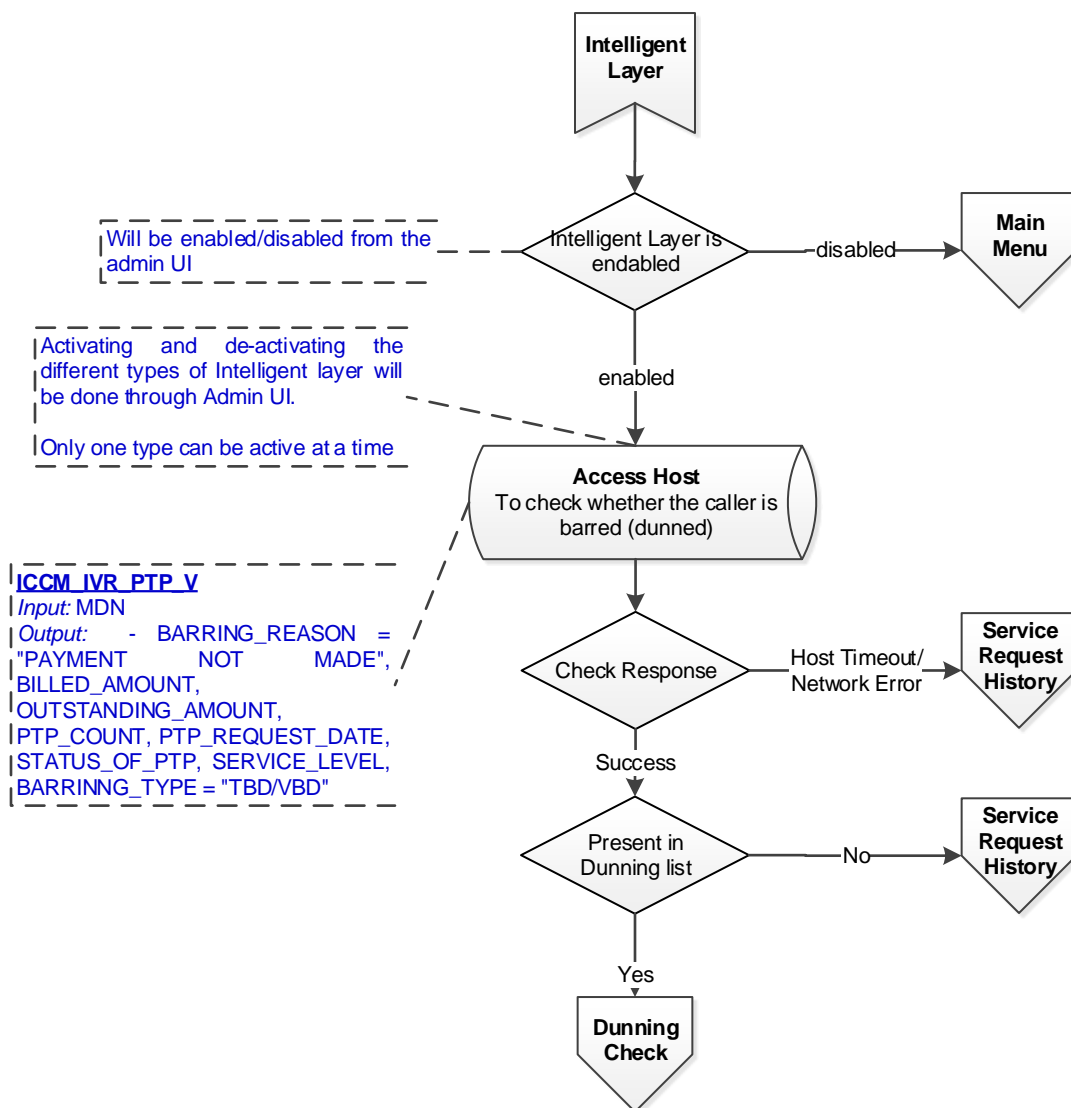 Intelligent
Layer
Will be enabled/disabled from the
admin UI
Intelligent Layer is
endabled
disabled
Main
Menu
Activating and de-activating the
different types of Intelligent layer will
be done through Admin UI.
Only one type can be active at a time
enabled
Access Host
To check whether the caller is
barred (dunned)
ICCM_IVR_PTP_V
Input: MDN
Output: - BARRING_REASON =
"PAYMENT NOT MADE",
BILLED_AMOUNT,
OUTSTANDING_AMOUNT,
PTP_COUNT, PTP_REQUEST_DATE,
STATUS_OF_PTP, SERVICE_LEVEL,
BARRINNG_TYPE = "TBD/VBD"
Check Response
Host Timeout/
Network Error
Service
Request
History
Success
Present in
Dunning list
No
Service
Request
History
Yes
Dunning
Check